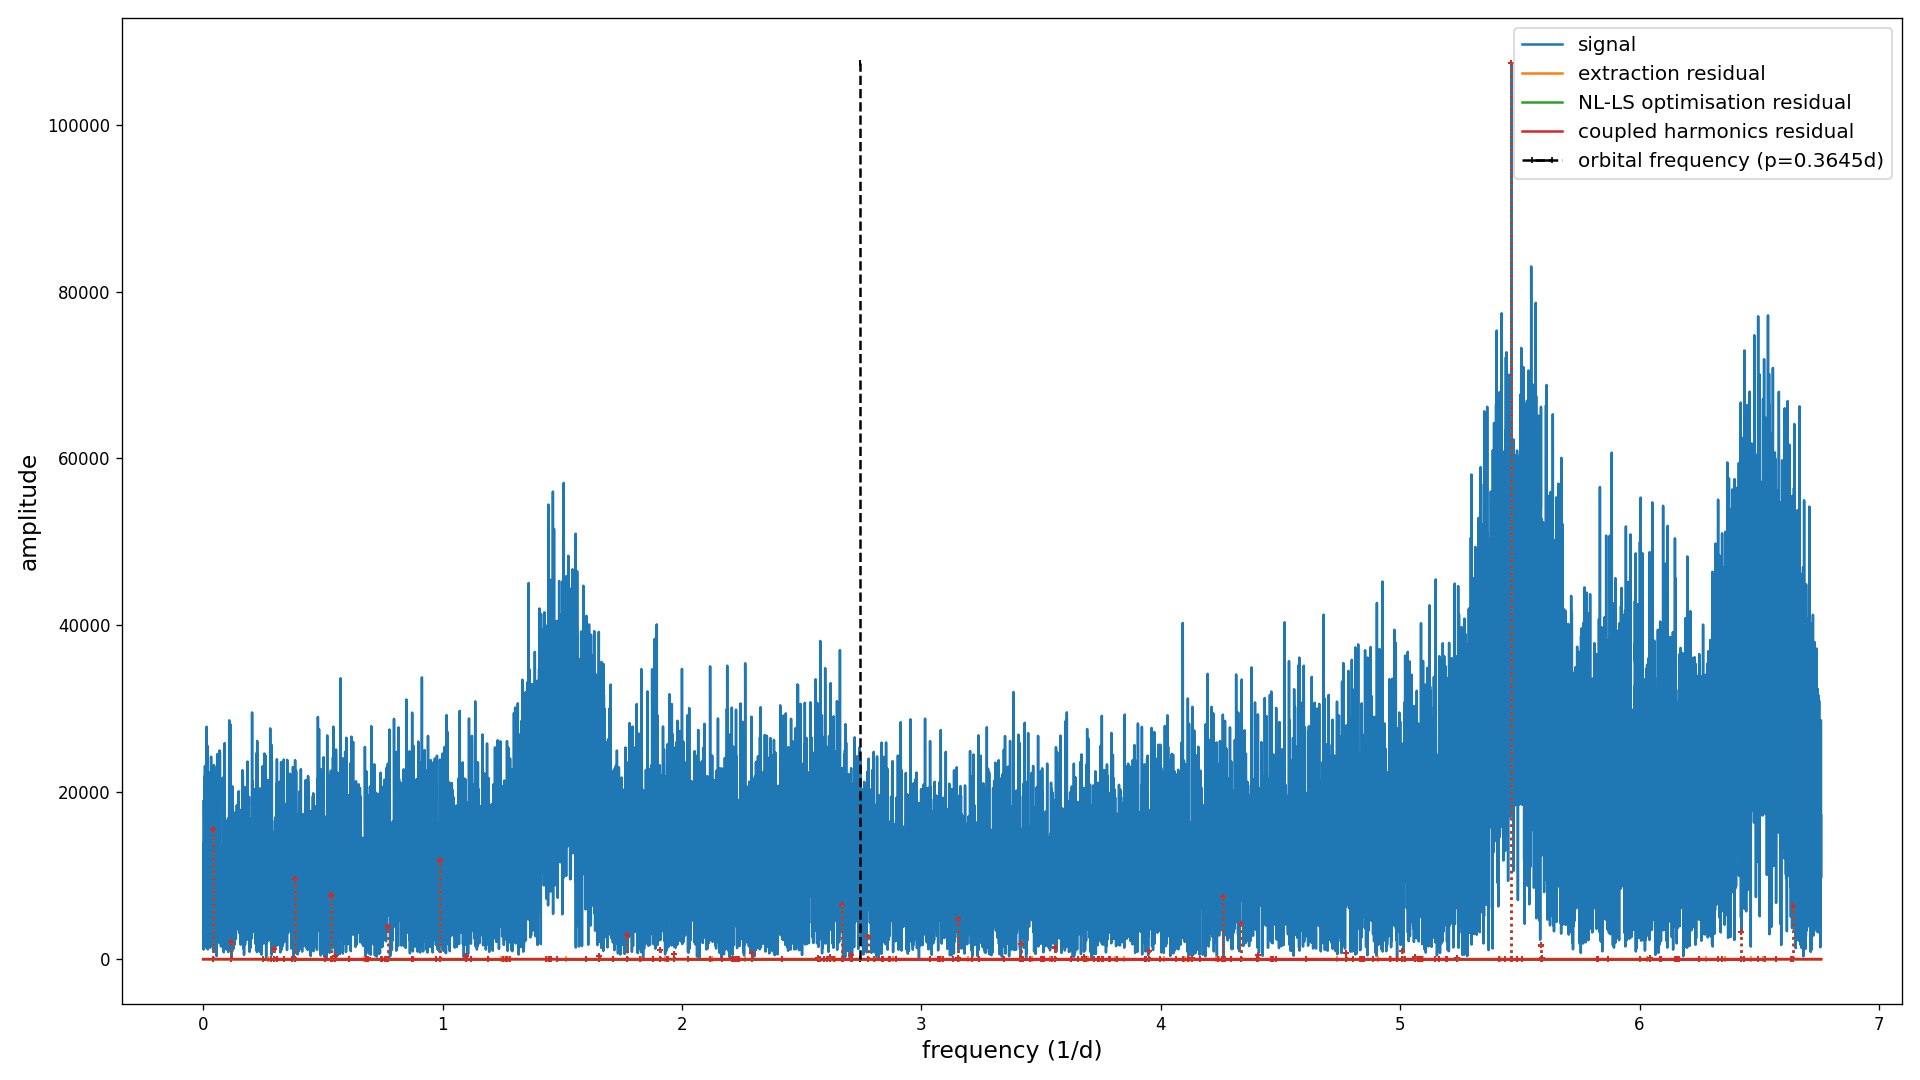 signal
extraction residual
NL-LS optimisation residual
coupled harmonics residual
orbital frequency (p=0.3645d)
100000
80000
60000
40000
20000
0
amplitude
0 1 2 3 4 5 6 7
frequency (1/d)